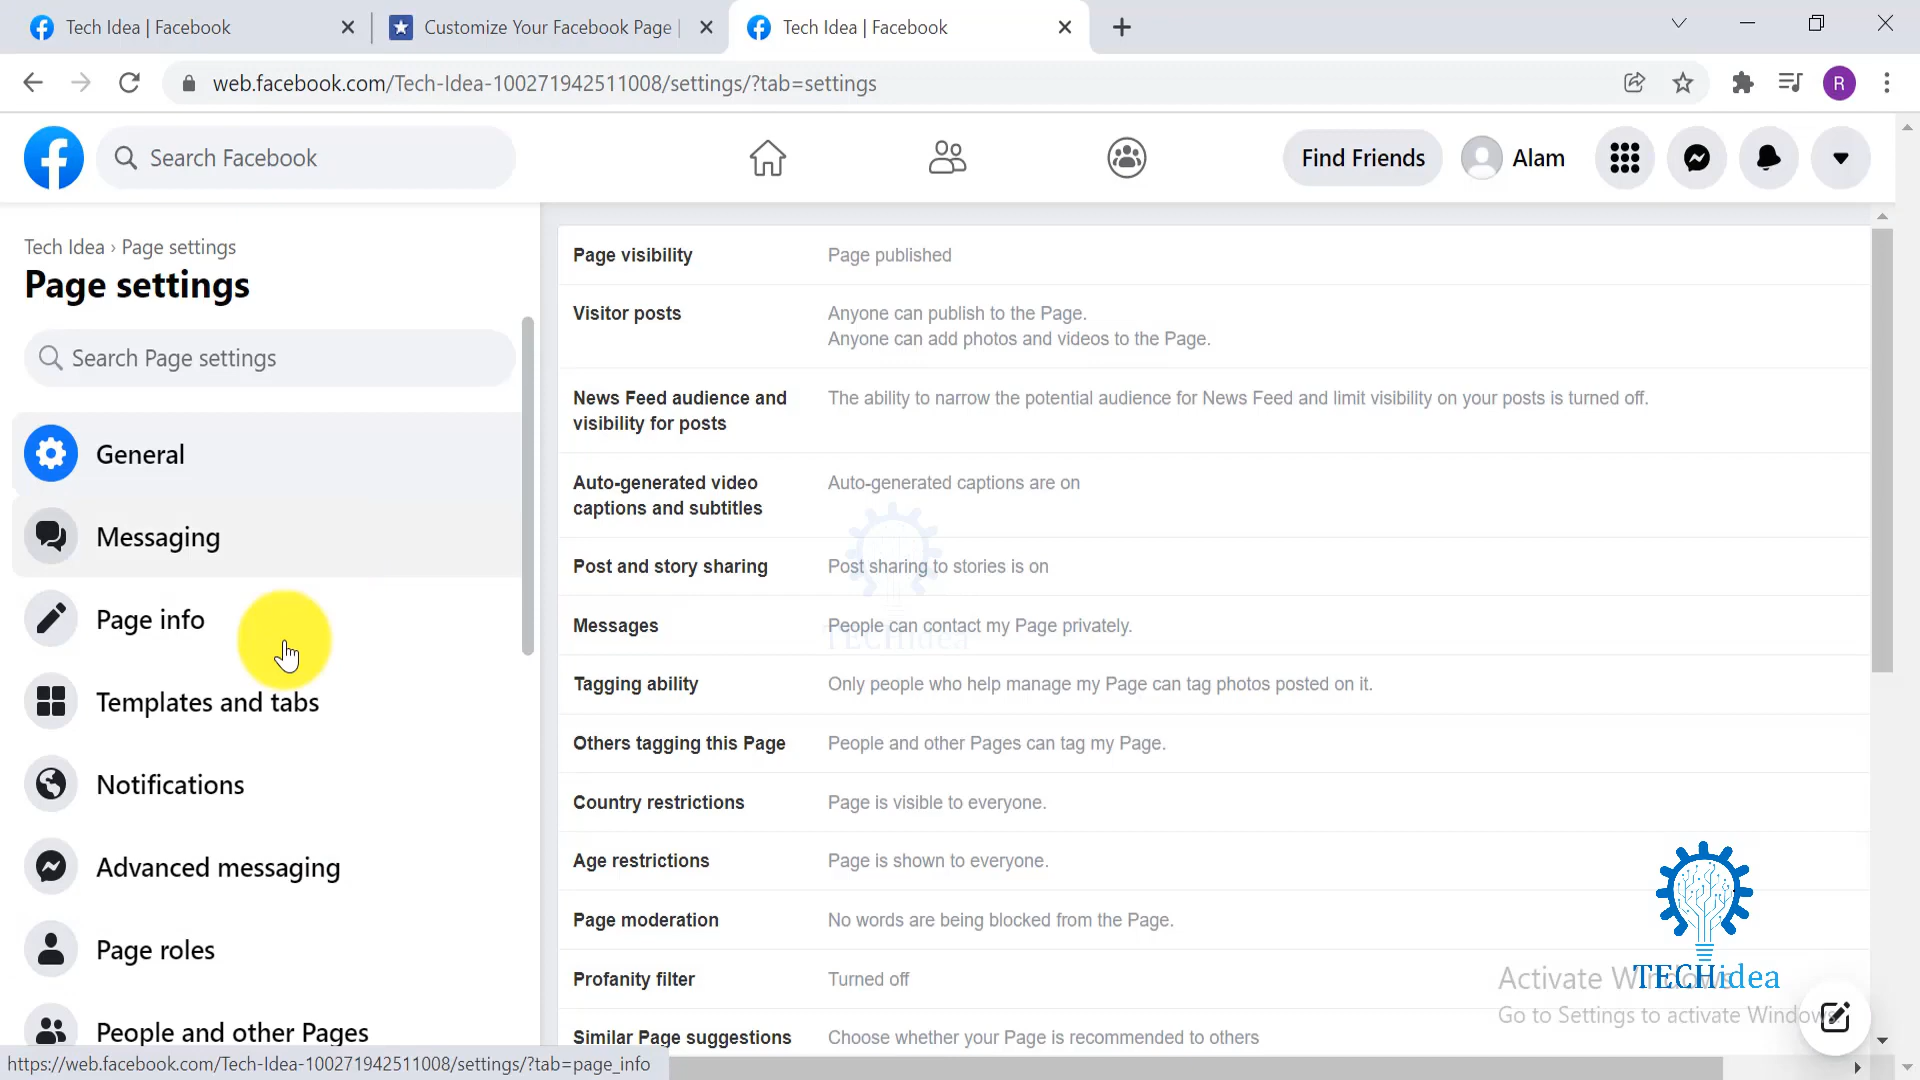 Tech Idea | Facebook
Customize Your Facebook Page |
Tech Idea | Facebook
web.facebook.com/Tech-Idea-100271942511008/settings/?tab=settings
R
Search Facebook
Find Friends
Alam
Tech Idea › Page settings
Page settings
Search Page settings
General
Messaging
Page info
Templates and tabs
Notifications
Advanced messaging
Page roles
People and other Pages
Page visibility
Page published
Visitor posts
Anyone can publish to the Page.
Anyone can add photos and videos to the Page.
News Feed audience and
visibility for posts
The ability to narrow the potential audience for News Feed and limit visibility on your posts is turned off.
Auto-generated video
captions and subtitles
Auto-generated captions are on
Post and story sharing
Post sharing to stories is on
Messages
People can contact my Page privately.
TECHidea
Tagging ability
Only people who help manage my Page can tag photos posted on it.
Others tagging this Page
People and other Pages can tag my Page.
Country restrictions
Page is visible to everyone.
Age restrictions
Page is shown to everyone.
Page moderation
No words are being blocked from the Page.
Profanity filter
Turned off
Similar Page suggestions
Choose whether your Page is recommended to others
Activate Windows
TECHidea
Go to Settings to activate Windows
https://web.facebook.com/Tech-Idea-100271942511008/settings/?tab=page_info